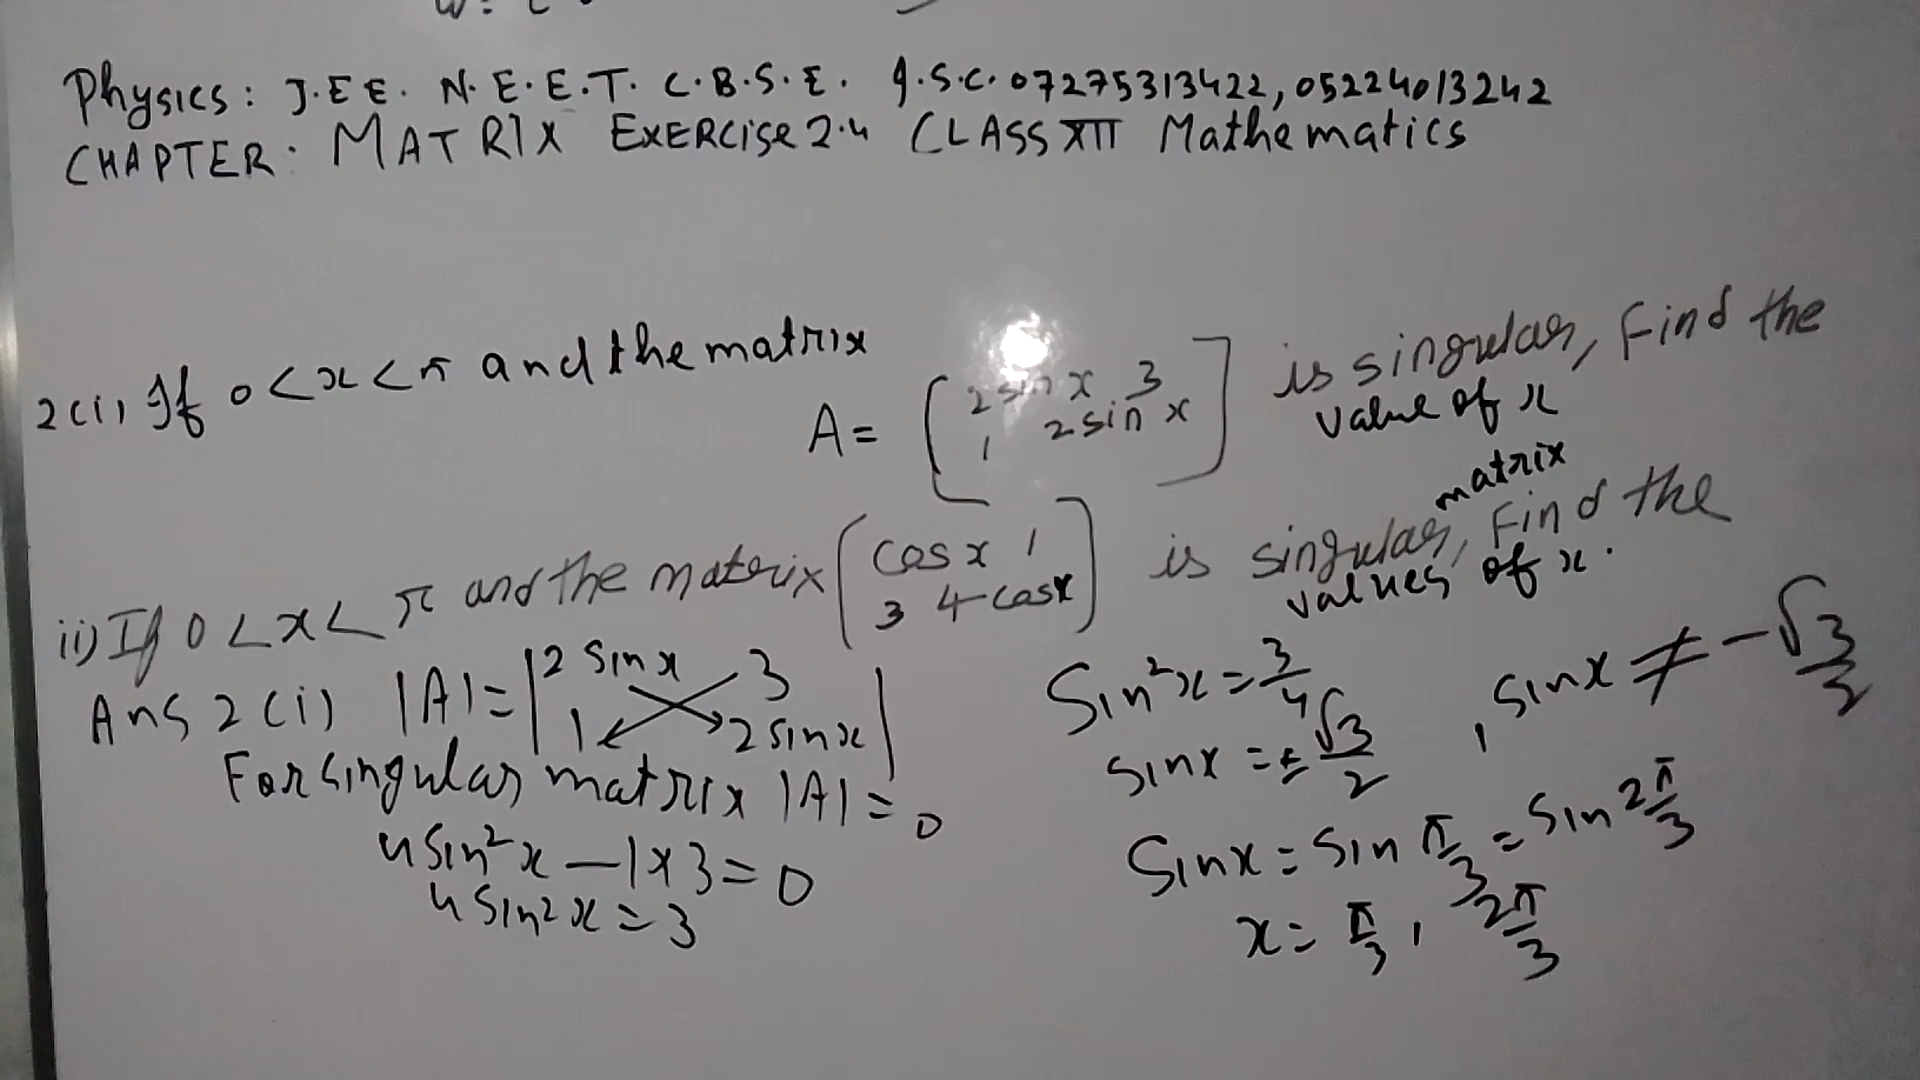 Physics: J.E.E. N.E.E.T. C.B.S.E. I.S.C. 07275313422, 05224013242
CHAPTER: MATRIX EXERCISE 2.4 CLASS XII Mathematics
2(i) If 0<x<π and the matrix
A = [2 sin x 3
1 2 sin x] is singular, Find the
value of x
ii) If 0<x<π and the matrix [cos x 1
3 4 cos x] is singular matrix, Find the
values of x.
Ans 2(i) |A| = |2 sin x 3
1 2 sin x|
For singular matrix |A| = 0
4 Sin²x − 1×3 = 0
4 Sin²x = 3
Sin²x = 3/4
sin x = ± √3/2 , sin x ≠ −√3/2
Sin x = Sin π/3 = Sin 2π/3
x = π/3 , 2π/3